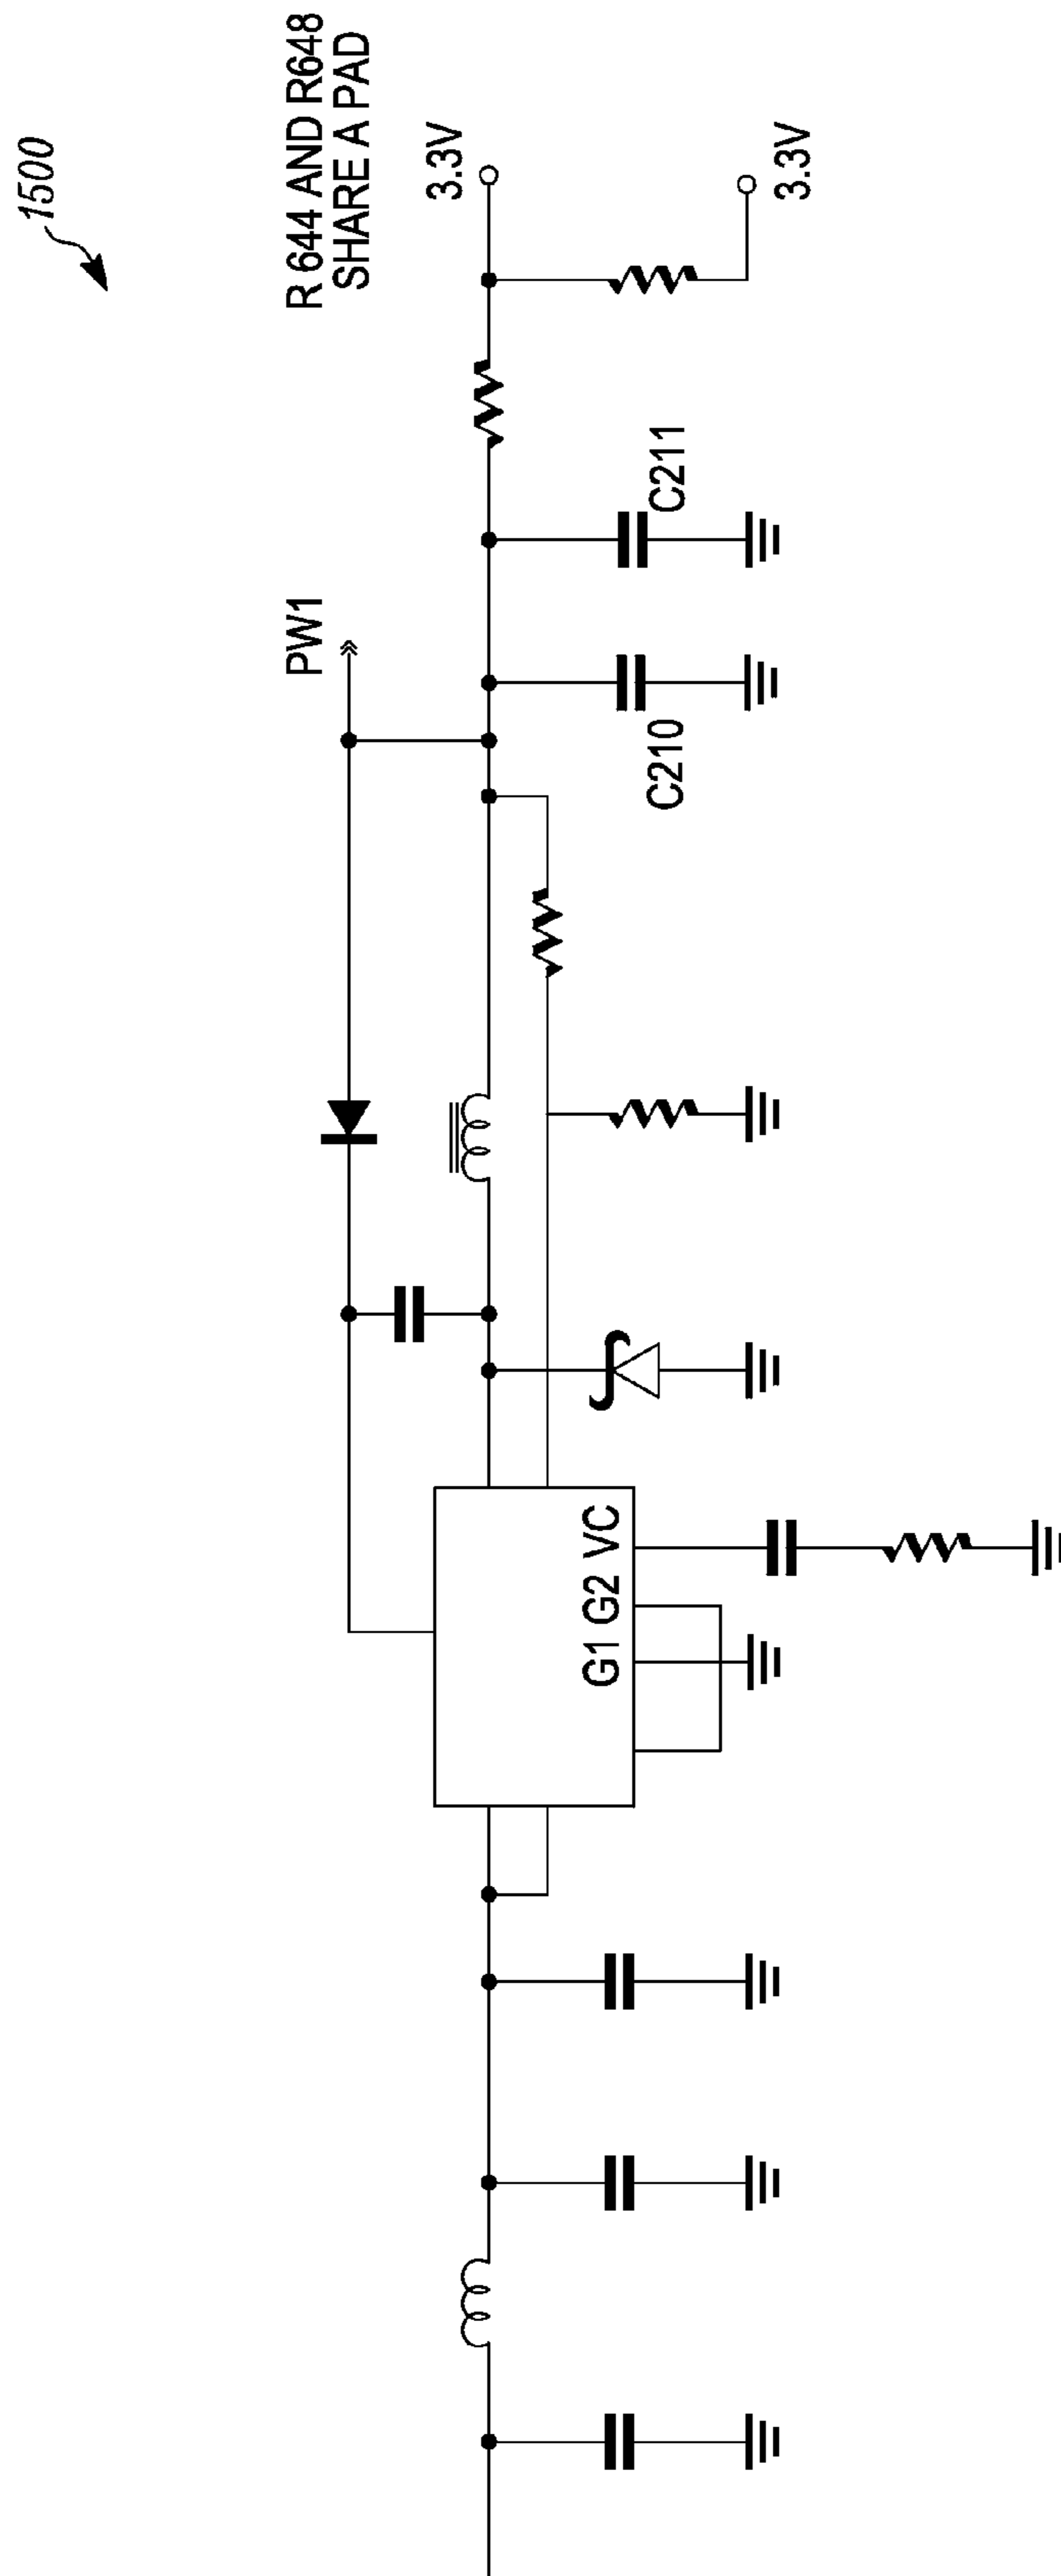 1500
R 644 AND R648
SHARE A PAD
3.3V
3.3V
PW1
C211
C210
G1 G2 VC